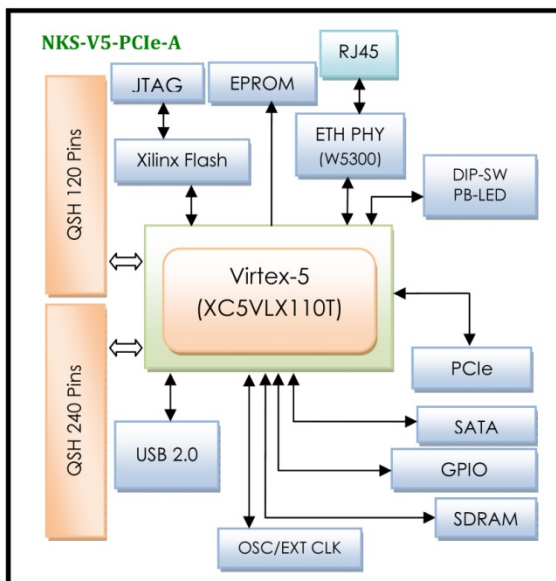 NKS-V5-PCIe-A
RJ45
JTAG
EPROM
ETH PHY
(W5300)
QSH 120 Pins
Xilinx Flash
DIP-SW
PB-LED
Virtex-5
(XC5VLX110T)
PCIe
QSH 240 Pins
USB 2.0
SATA
GPIO
SDRAM
OSC/EXT CLK